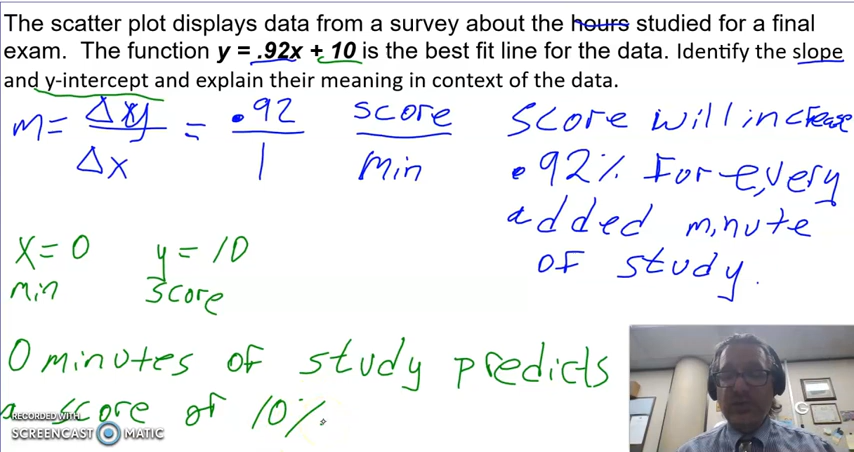 The scatter plot displays data from a survey about the hours studied for a final
exam. The function y = .92x + 10 is the best fit line for the data. Identify the slope
and y-intercept and explain their meaning in context of the data.
m = Δy = .92 score
Δx 1 min
Score will increase
.92% for every
added minute
of study.
x = 0 y = 10
min score
0 minutes of study predicts
a score of 10%
RECORDED WITH
SCREENCAST MATIC
G